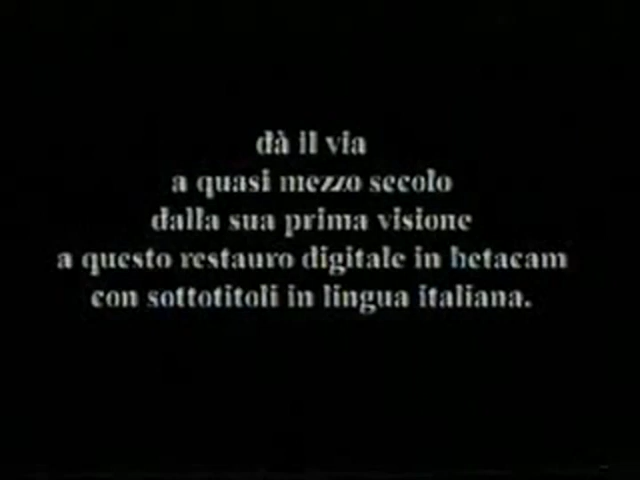 dà il via
a quasi mezzo secolo
dalla sua prima visione
a questo restauro digitale in betacam
con sottotitoli in lingua italiana.